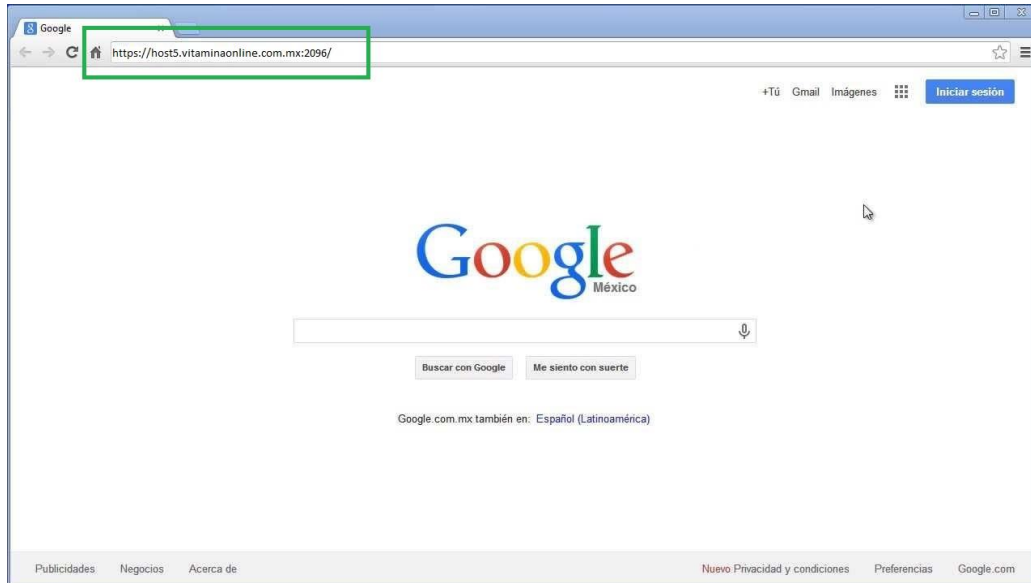 Google
https://host5.vitaminaonline.com.mx:2096/
+Tú Gmail Imágenes Iniciar sesión
Google
México
Buscar con Google Me siento con suerte
Google.com.mx también en: Español (Latinoamérica)
Publicidades Negocios Acerca de Nuevo Privacidad y condiciones Preferencias Google.com